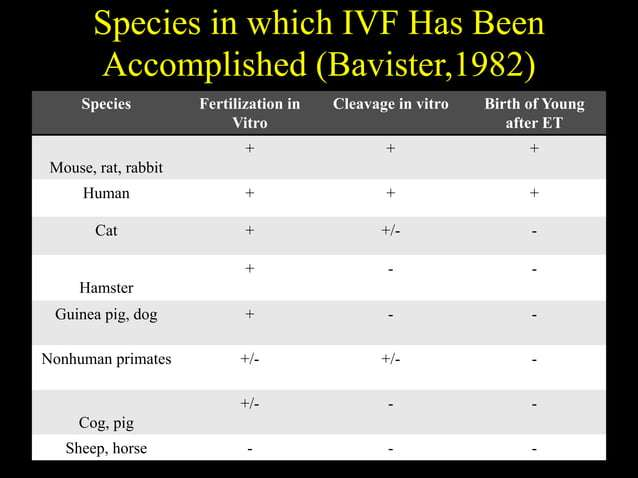 Species in which IVF Has Been
Accomplished (Bavister,1982)
Species Fertilization in Vitro Cleavage in vitro Birth of Young after ET
Mouse, rat, rabbit + + +
Human + + +
Cat + +/- -
Hamster + - -
Guinea pig, dog + - -
Nonhuman primates +/- +/- -
Cog, pig +/- - -
Sheep, horse - - -